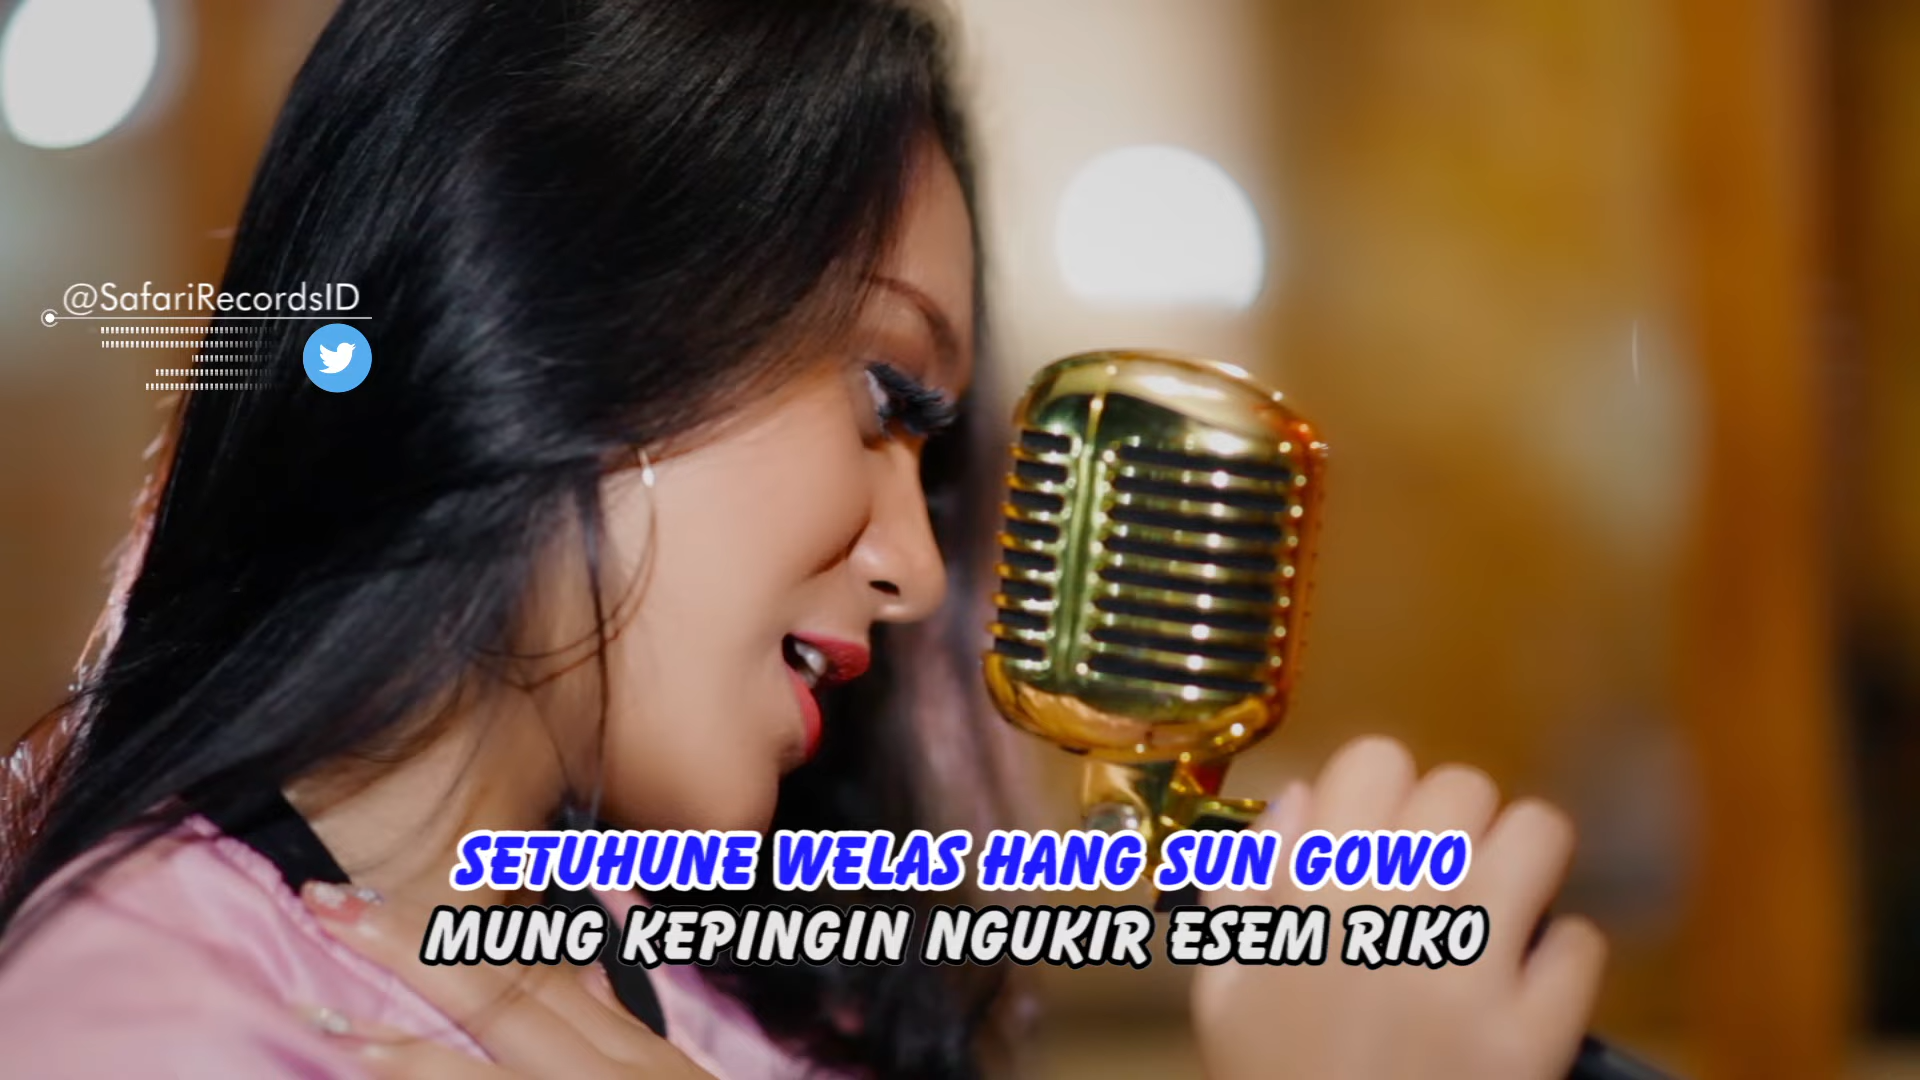 @SafariRecordsID
SETUHUNE WELAS HANG SUN GOWO
MUNG KEPINGIN NGUKIR ESEM RIKO